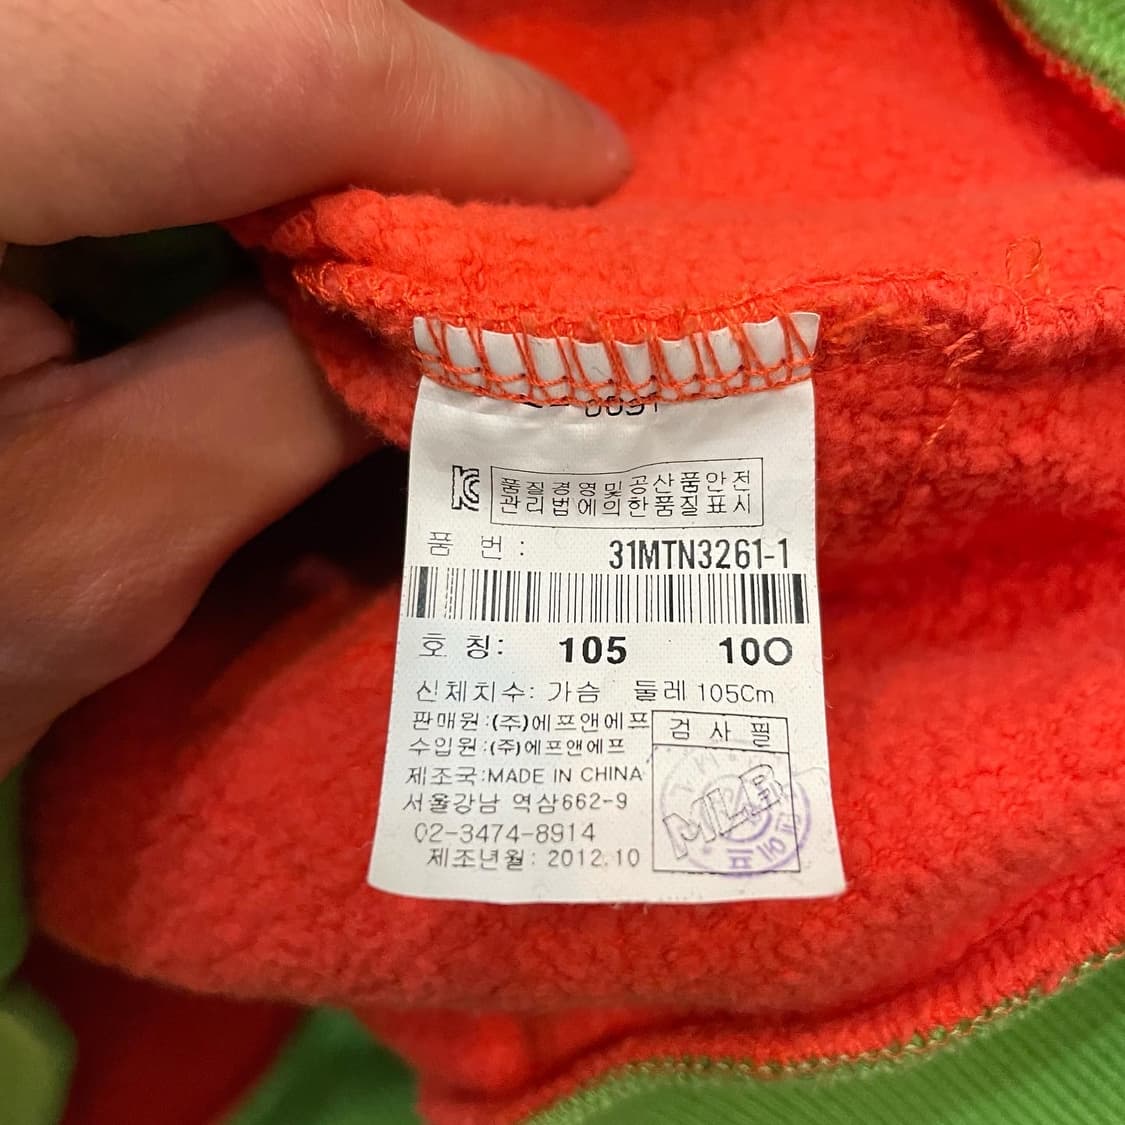 품질경영및공산품안전
관리법에의한품질표시
품 번 : 31MTN3261-1
호 칭: 105 100
신체치수: 가슴 둘레 105Cm
판매원:(주)에프앤에프
수입원:(주)에프앤에프
검 사 필
제조국:MADE IN CHINA
서울강남 역삼662-9
02-3474-8914
제조년월: 2012.10
MLB